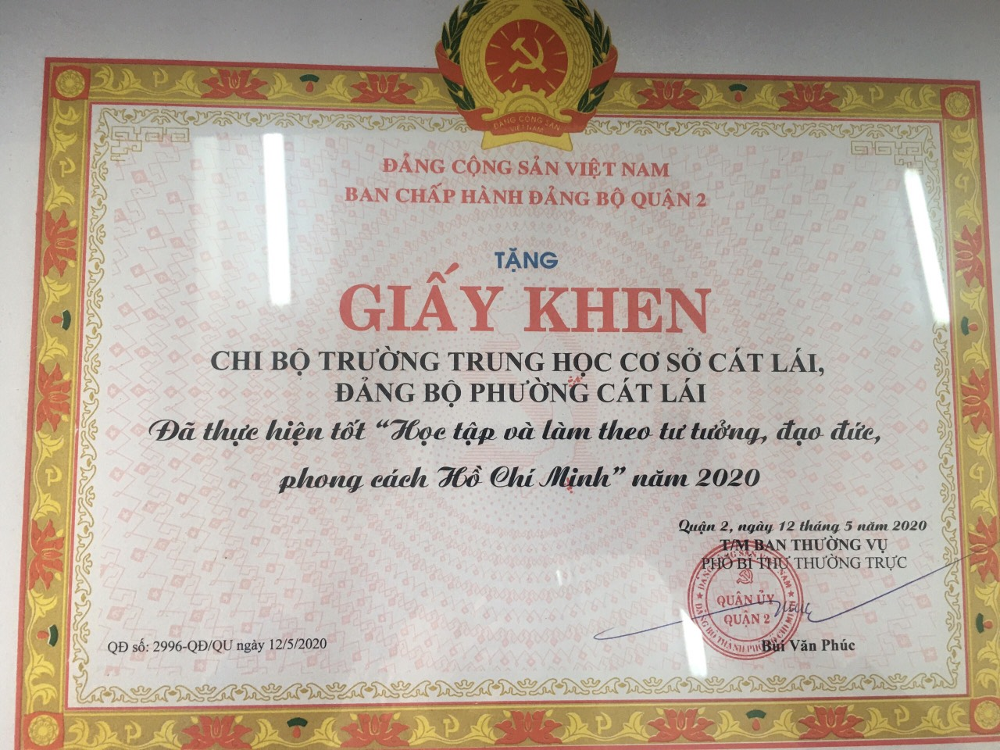 ĐẢNG CỘNG SẢN
VIỆT NAM
ĐẢNG CỘNG SẢN VIỆT NAM
BAN CHẤP HÀNH ĐẢNG BỘ QUẬN 2
TẶNG
GIẤY KHEN
CHI BỘ TRƯỜNG TRUNG HỌC CƠ SỞ CÁT LÁI,
ĐẢNG BỘ PHƯỜNG CÁT LÁI
Đã thực hiện tốt “Học tập và làm theo tư tưởng, đạo đức,
phong cách Hồ Chí Minh” năm 2020
Quận 2, ngày 12 tháng 5 năm 2020
T/M BAN THƯỜNG VỤ
PHÓ BÍ THƯ THƯỜNG TRỰC
ĐẢNG CỘNG SẢN VIỆT NAM
QUẬN ỦY
QUẬN 2
ĐẢNG BỘ THÀNH PHỐ HỒ CHÍ MINH
Bùi Văn Phúc
QĐ số: 2996-QĐ/QU ngày 12/5/2020